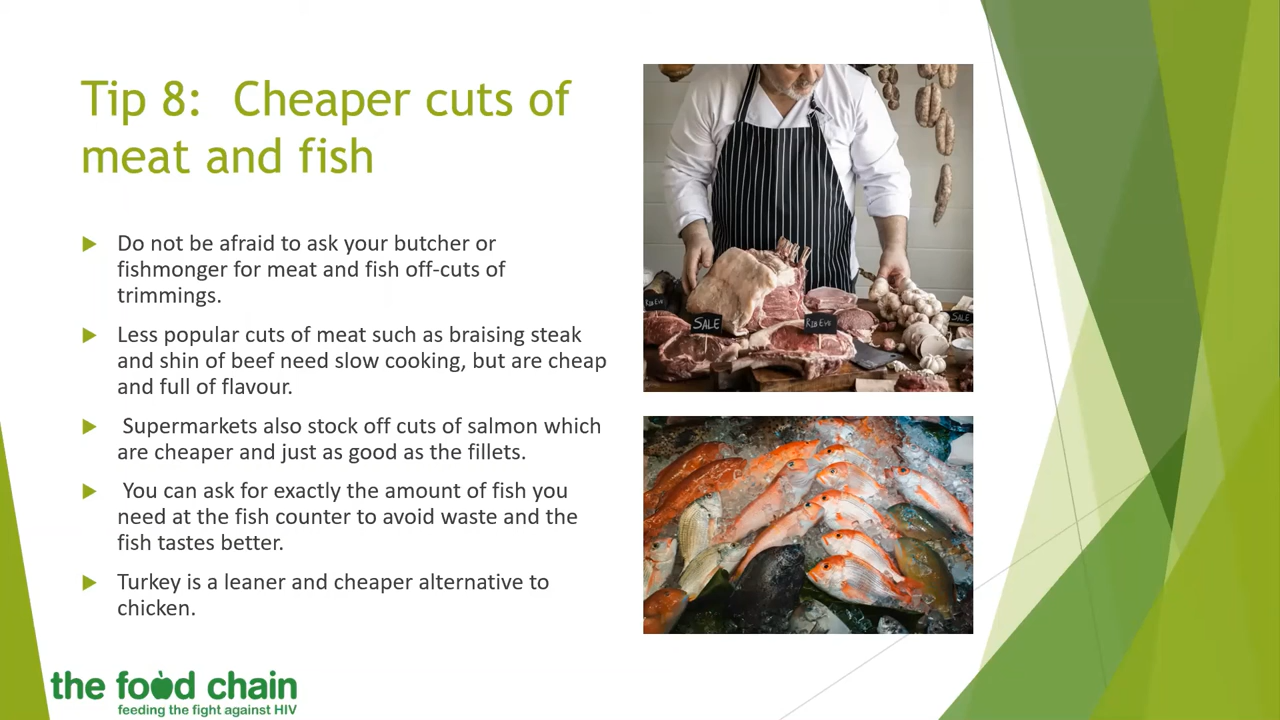 Tip 8:  Cheaper cuts of
meat and fish
Do not be afraid to ask your butcher or
fishmonger for meat and fish off-cuts of
trimmings.
Less popular cuts of meat such as braising steak
and shin of beef need slow cooking, but are cheap
and full of flavour.
Supermarkets also stock off cuts of salmon which
are cheaper and just as good as the fillets.
You can ask for exactly the amount of fish you
need at the fish counter to avoid waste and the
fish tastes better.
Turkey is a leaner and cheaper alternative to
chicken.
RIB EYE
SALE
RIB EYE
SALE
the food chain
feeding the fight against HIV